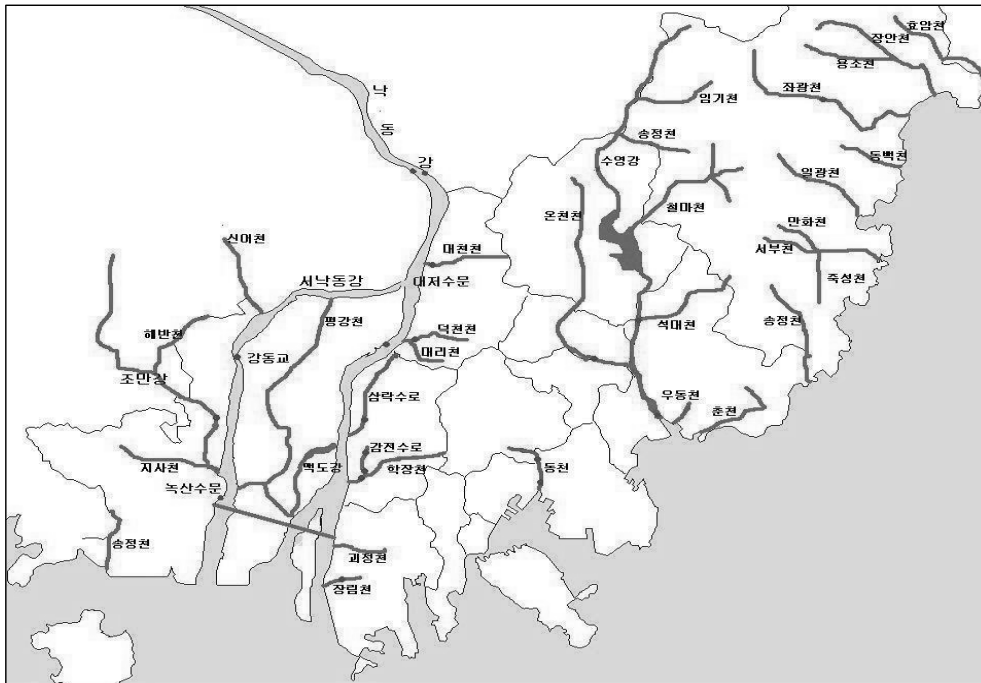 효암천
장안천
용소천
좌광천
낙
동
강
임기천
송정천
수영강
동백천
일광천
철마천
온천천
만화천
서부천
죽성천
신어천
대천천
서낙동강
대저수문
평강천
석대천
송정천
해반천
강동교
덕천천
대리천
조만강
삼락수로
우동천
춘천
감전수로
학장천
맥도강
동천
지사천
녹산수문
송정천
괴정천
장림천